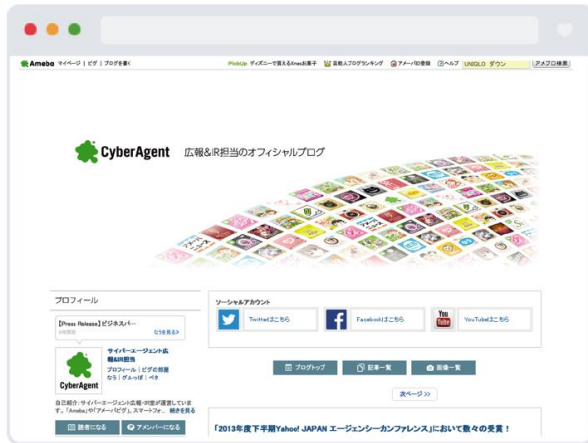 Ameba マイページ | ピグ | ブログを書く
PickUp ディズニーで買えるXmasお菓子 芸能人ブログランキング アメーバID登録 ヘルプ UNIQLO ダウン アメブロ検索
CyberAgent 広報&IR担当のオフィシャルブログ
プロフィール
【Press Release】ビジネスパ…
なうを見る>
サイバーエージェント広
報&IR担当
プロフィール | ピグの部屋
なう | グルっぽ | ペタ
CyberAgent
自己紹介:サイバーエージェント広報・IR室が運営していま
す。「Ameba」や「アメーバピグ」、スマートフォ... 続きを見る
読者になる
アメンバーになる
ソーシャルアカウント
Twitterはこちら
Facebookはこちら
You Tube YouTubeはこちら
ブログトップ 記事一覧 画像一覧
次ページ >>
「2013年度下半期Yahoo! JAPAN エージェンシーカンファレンス」において数々の受賞！